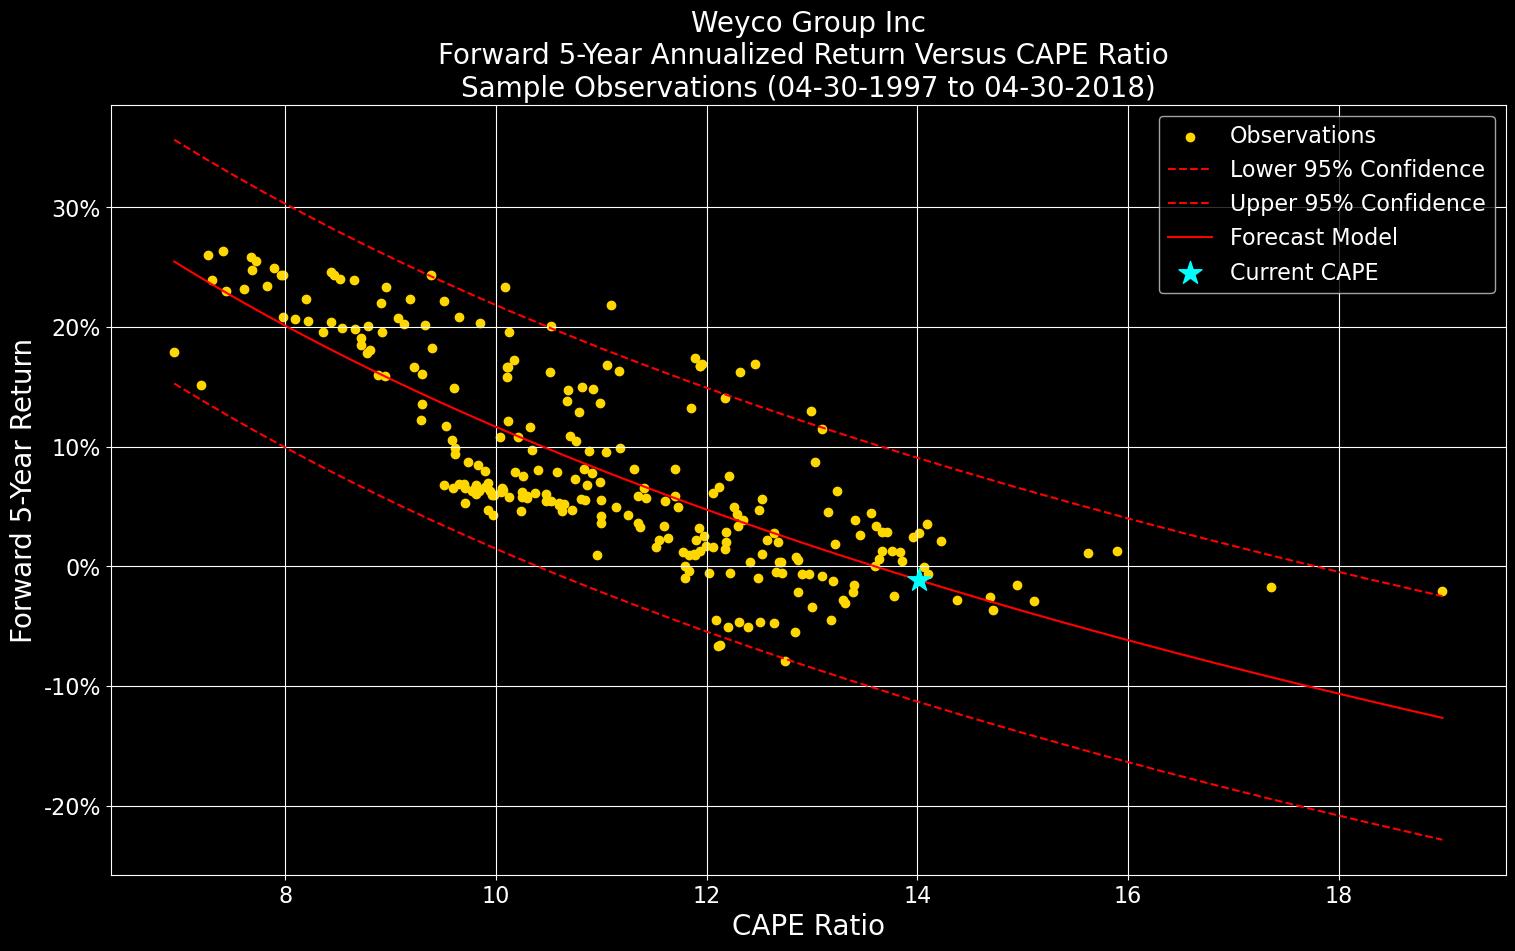 Weyco Group Inc
Forward 5-Year Annualized Return Versus CAPE Ratio
Sample Observations (04-30-1997 to 04-30-2018)
Observations
Lower 95% Confidence
Upper 95% Confidence
Forecast Model
Current CAPE
Forward 5-Year Return
30%
20%
10%
0%
-10%
-20%
8 10 12 14 16 18
CAPE Ratio